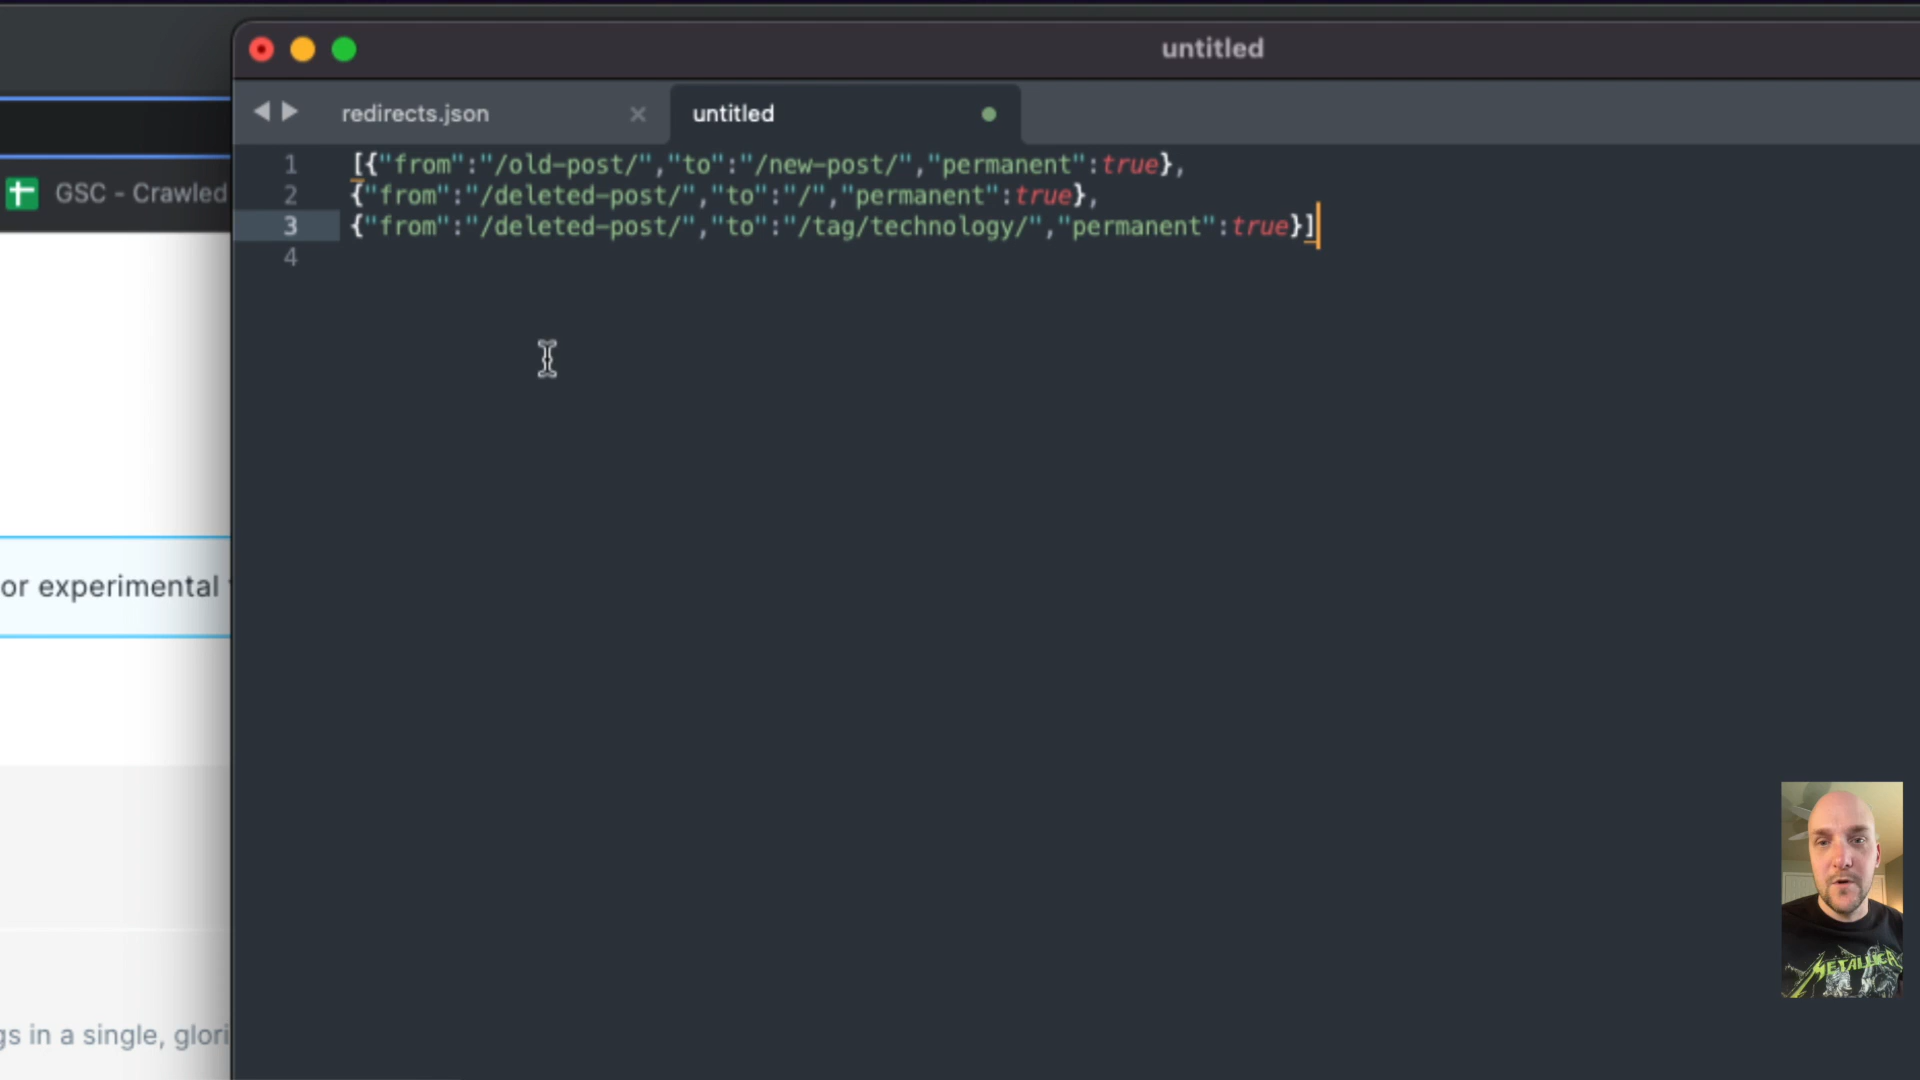 untitled
redirects.json
untitled
1 [{"from":"/old-post/","to":"/new-post/","permanent":true},
2 {"from":"/deleted-post/","to":"/","permanent":true},
3 {"from":"/deleted-post/","to":"/tag/technology/","permanent":true}]
4
GSC - Crawled
or experimental
gs in a single, glori
METALLICA